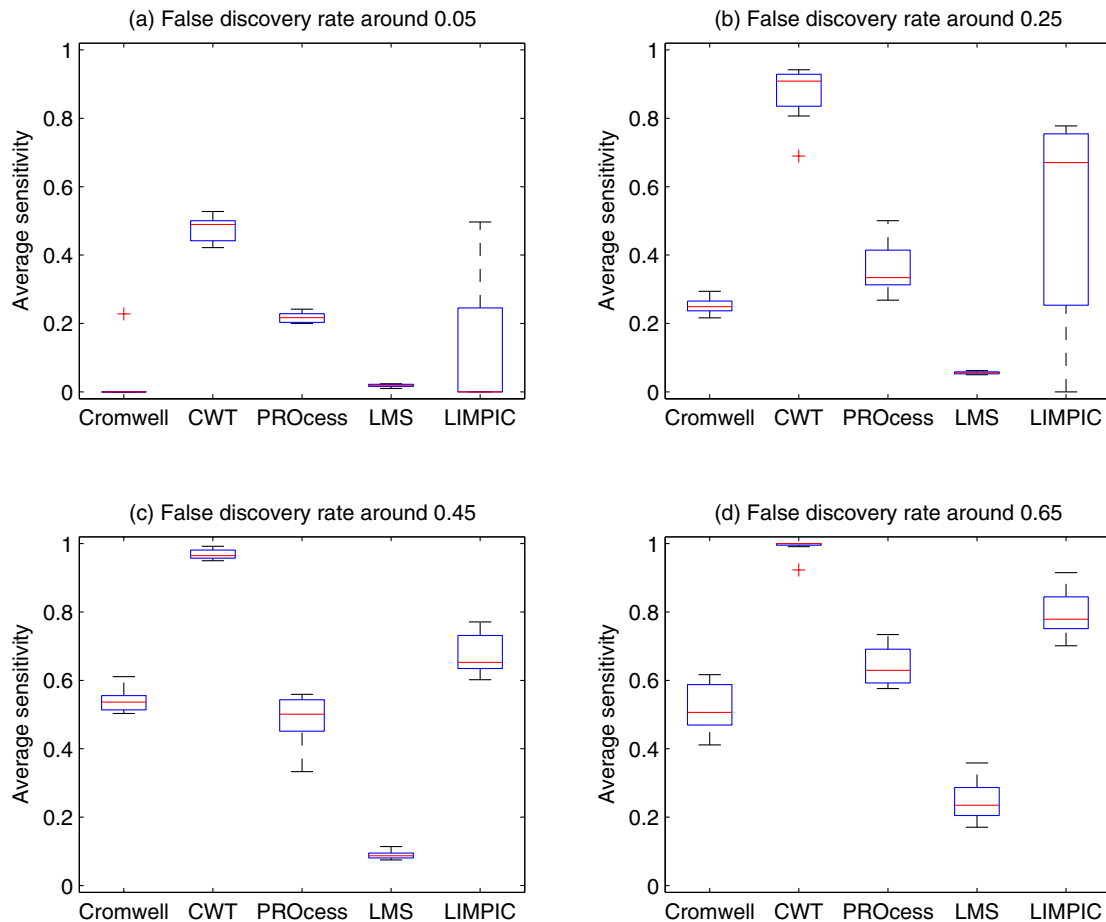 (a) False discovery rate around 0.05
1
0.8
0.6
0.4
0.2
0
Average sensitivity
Cromwell CWT PROcess LMS LIMPIC
(b) False discovery rate around 0.25
1
0.8
0.6
0.4
0.2
0
Average sensitivity
Cromwell CWT PROcess LMS LIMPIC
(c) False discovery rate around 0.45
1
0.8
0.6
0.4
0.2
0
Average sensitivity
Cromwell CWT PROcess LMS LIMPIC
(d) False discovery rate around 0.65
1
0.8
0.6
0.4
0.2
0
Average sensitivity
Cromwell CWT PROcess LMS LIMPIC